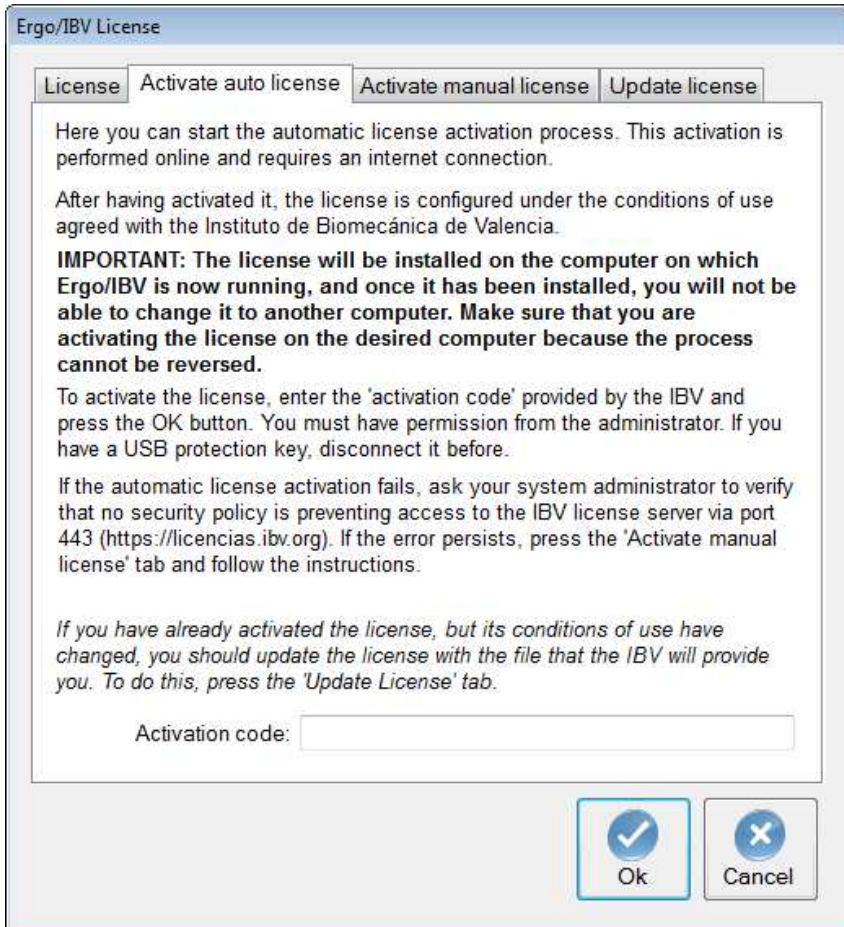 Ergo/IBV License
License Activate auto license Activate manual license Update license
Here you can start the automatic license activation process. This activation is
performed online and requires an internet connection.
After having activated it, the license is configured under the conditions of use
agreed with the Instituto de Biomecánica de Valencia.
IMPORTANT: The license will be installed on the computer on which
Ergo/IBV is now running, and once it has been installed, you will not be
able to change it to another computer. Make sure that you are
activating the license on the desired computer because the process
cannot be reversed.
To activate the license, enter the 'activation code' provided by the IBV and
press the OK button. You must have permission from the administrator. If you
have a USB protection key, disconnect it before.
If the automatic license activation fails, ask your system administrator to verify
that no security policy is preventing access to the IBV license server via port
443 (https://licencias.ibv.org). If the error persists, press the 'Activate manual
license' tab and follow the instructions.
If you have already activated the license, but its conditions of use have
changed, you should update the license with the file that the IBV will provide
you. To do this, press the 'Update License' tab.
Activation code:
Ok Cancel